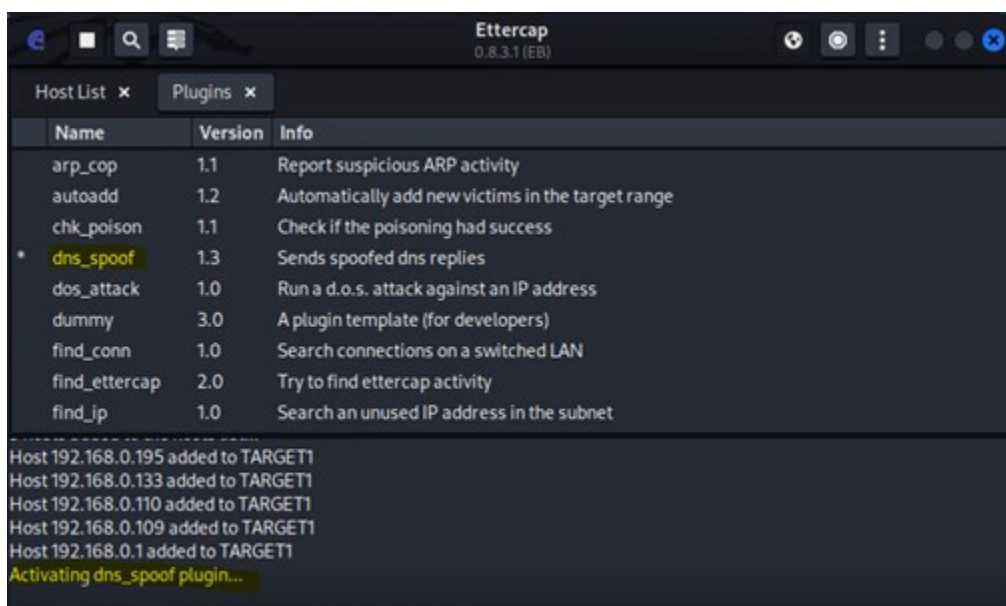 Ettercap
0.8.3.1 (EB)
Host List × Plugins ×
Name Version Info
arp_cop 1.1 Report suspicious ARP activity
autoadd 1.2 Automatically add new victims in the target range
chk_poison 1.1 Check if the poisoning had success
* dns_spoof 1.3 Sends spoofed dns replies
dos_attack 1.0 Run a d.o.s. attack against an IP address
dummy 3.0 A plugin template (for developers)
find_conn 1.0 Search connections on a switched LAN
find_ettercap 2.0 Try to find ettercap activity
find_ip 1.0 Search an unused IP address in the subnet
Host 192.168.0.195 added to TARGET1
Host 192.168.0.133 added to TARGET1
Host 192.168.0.110 added to TARGET1
Host 192.168.0.109 added to TARGET1
Host 192.168.0.1 added to TARGET1
Activating dns_spoof plugin...